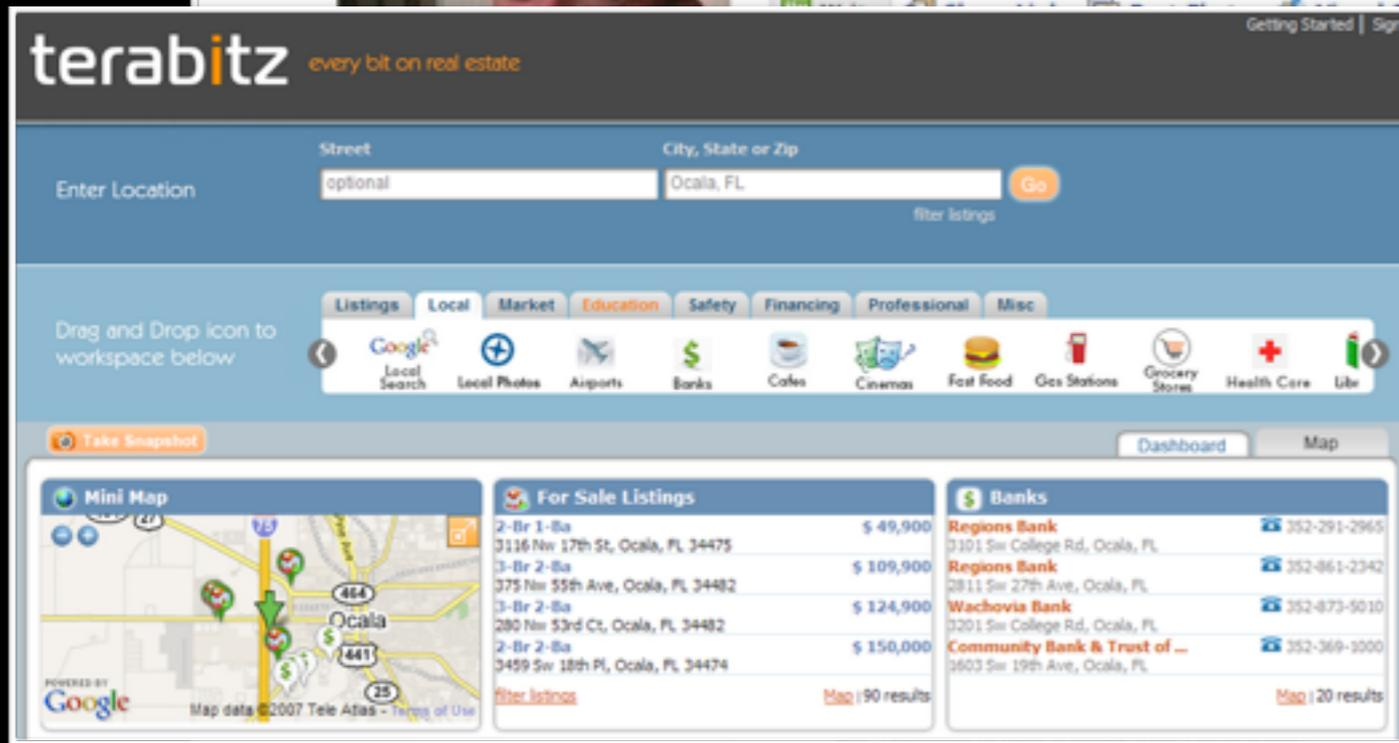 Getting Started |
terabitz every bit on real estate
Street City, State or Zip
Enter Location optional Ocala, FL Go
filter listings
Listings Local Market Education Safety Financing Professional Misc
Drag and Drop icon to
workspace below
Google
Local
Search
Local Photos Airports Banks Cafes Cinemas Fast Food Gas Stations
Grocery
Stores
Health Care
Take Snapshot Dashboard Map
Mini Map
27
75
464
Ocala
441
25
POWERED BY
Google
Map data ©2007 Tele Atlas - Terms of Use
For Sale Listings
2-Br 1-Ba $ 49,900
3116 Nw 17th St, Ocala, FL 34475
3-Br 2-Ba $ 109,900
375 Nw 55th Ave, Ocala, FL 34482
3-Br 2-Ba $ 124,900
280 Nw 53rd Ct, Ocala, FL 34482
2-Br 2-Ba $ 150,000
3459 Sw 18th Pl, Ocala, FL 34474
filter listings Map | 90 results
$ Banks
Regions Bank 352-291-2965
3101 Sw College Rd, Ocala, FL
Regions Bank 352-861-2342
2811 Sw 27th Ave, Ocala, FL
Wachovia Bank 352-873-5010
3201 Sw College Rd, Ocala, FL
Community Bank & Trust of ... 352-369-1000
1603 Sw 19th Ave, Ocala, FL
Map | 20 results